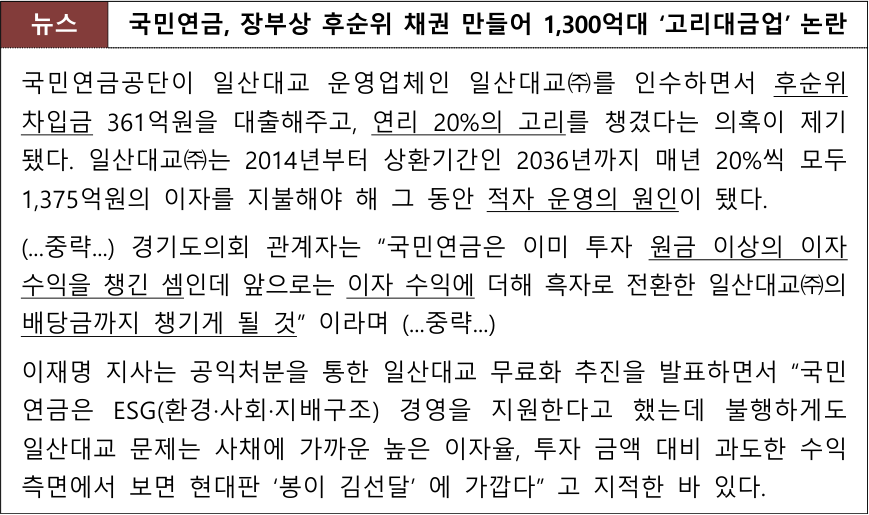 뉴스
국민연금, 장부상 후순위 채권 만들어 1,300억대 ‘고리대금업’ 논란
국민연금공단이 일산대교 운영업체인 일산대교㈜를 인수하면서 후순위
차입금 361억원을 대출해주고, 연리 20%의 고리를 챙겼다는 의혹이 제기
됐다. 일산대교㈜는 2014년부터 상환기간인 2036년까지 매년 20%씩 모두
1,375억원의 이자를 지불해야 해 그 동안 적자 운영의 원인이 됐다.
(...중략...) 경기도의회 관계자는 “국민연금은 이미 투자 원금 이상의 이자
수익을 챙긴 셈인데 앞으로는 이자 수익에 더해 흑자로 전환한 일산대교㈜의
배당금까지 챙기게 될 것” 이라며 (...중략...)
이재명 지사는 공익처분을 통한 일산대교 무료화 추진을 발표하면서 “국민
연금은 ESG(환경·사회·지배구조) 경영을 지원한다고 했는데 불행하게도
일산대교 문제는 사채에 가까운 높은 이자율, 투자 금액 대비 과도한 수익
측면에서 보면 현대판 ‘봉이 김선달’ 에 가깝다” 고 지적한 바 있다.